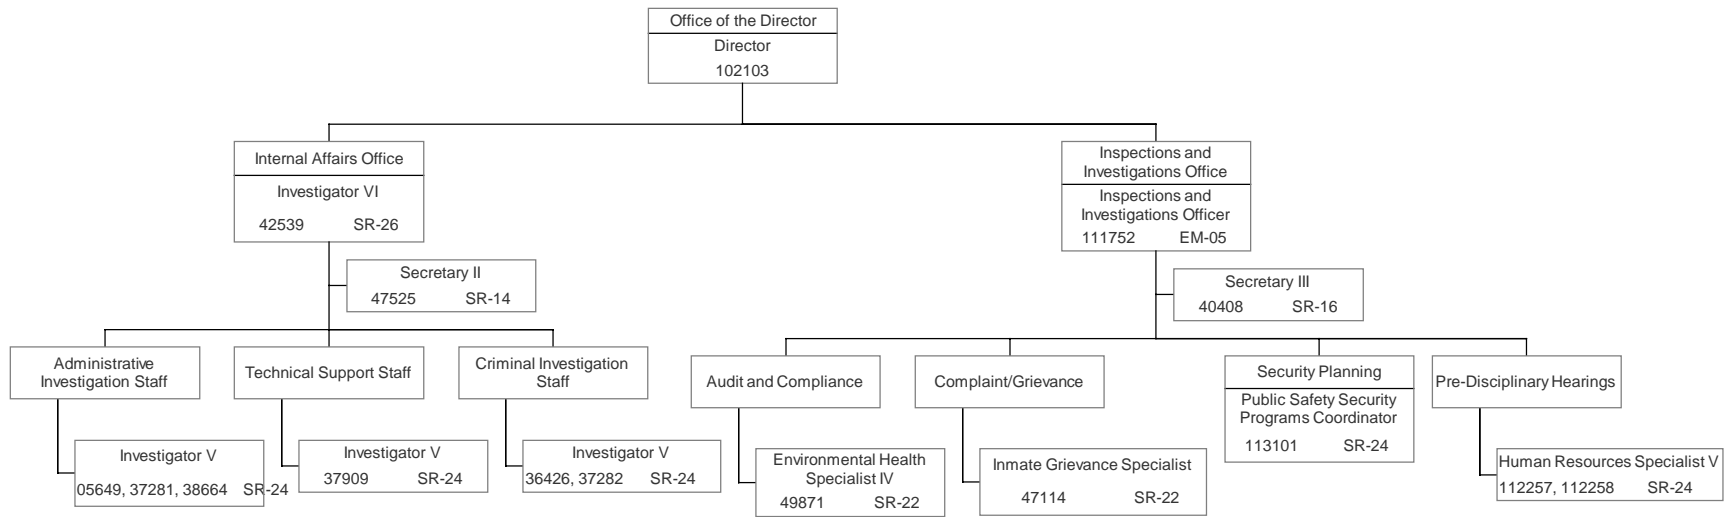 Office of the Director
Director
102103
Internal Affairs Office
Investigator VI
42539 SR-26
Inspections and
Investigations Office
Inspections and
Investigations Officer
111752 EM-05
Secretary II
47525 SR-14
Secretary III
40408 SR-16
Administrative
Investigation Staff
Technical Support Staff
Criminal Investigation
Staff
Audit and Compliance
Complaint/Grievance
Security Planning
Public Safety Security
Programs Coordinator
113101 SR-24
Pre-Disciplinary Hearings
Investigator V
05649, 37281, 38664 SR-24
Investigator V
37909 SR-24
Investigator V
36426, 37282 SR-24
Environmental Health
Specialist IV
49871 SR-22
Inmate Grievance Specialist
47114 SR-22
Human Resources Specialist V
112257, 112258 SR-24